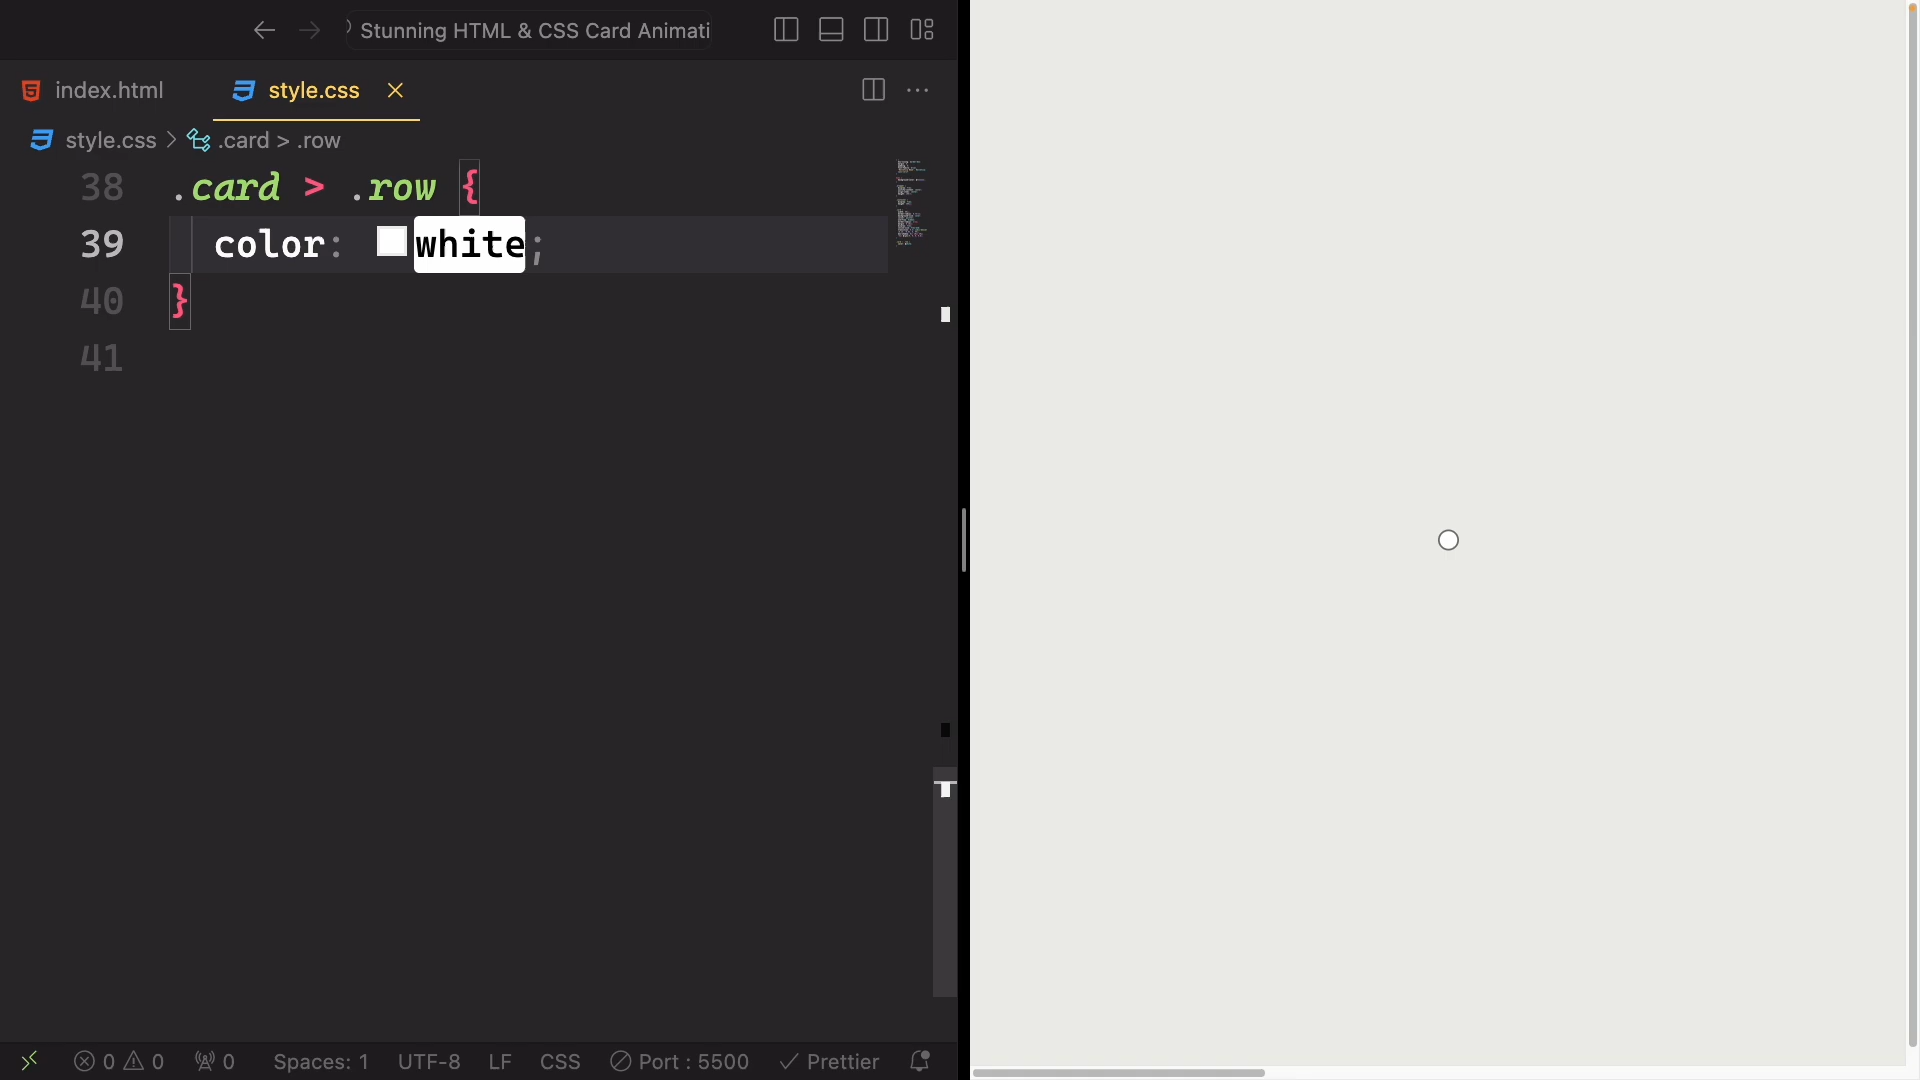 Stunning HTML & CSS Card Animati
index.html
style.css
style.css > .card > .row
38 .card > .row {
39 color: white;
40 }
41
0 0 0 Spaces: 1 UTF-8 LF CSS Port : 5500 Prettier